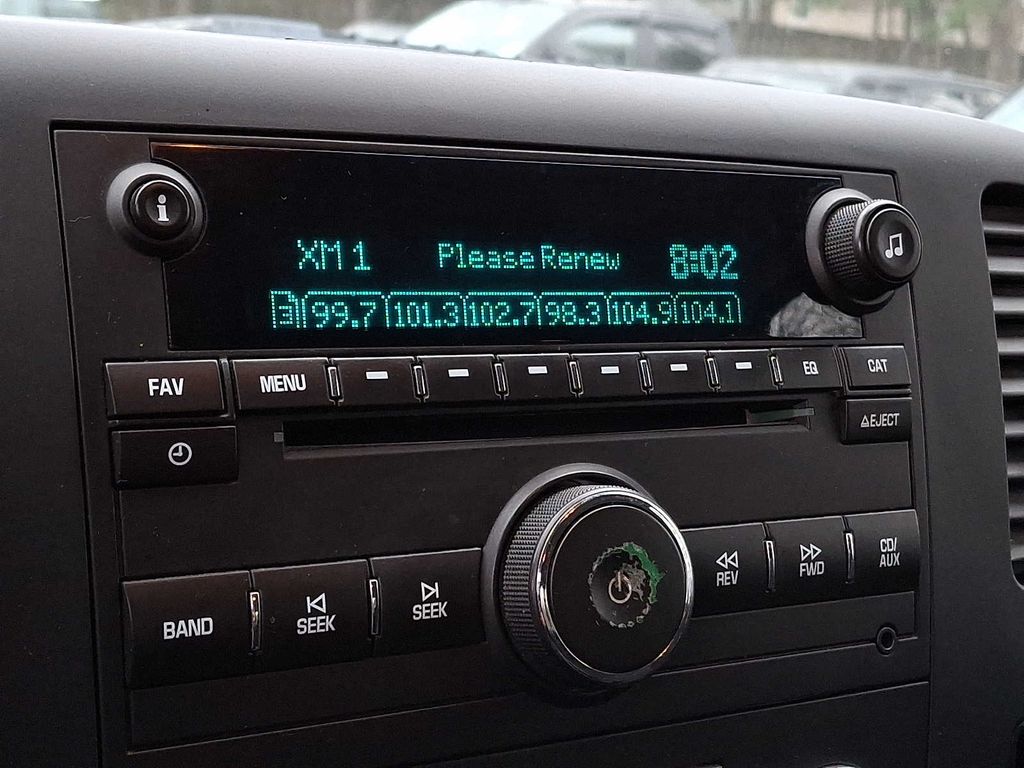 i
XM 1 Please Renew 8:02
a 99.7 101.3 102.7 98.3 104.9 104.1
FAV MENU EQ CAT
EJECT
BAND SEEK SEEK REV FWD CD/
AUX